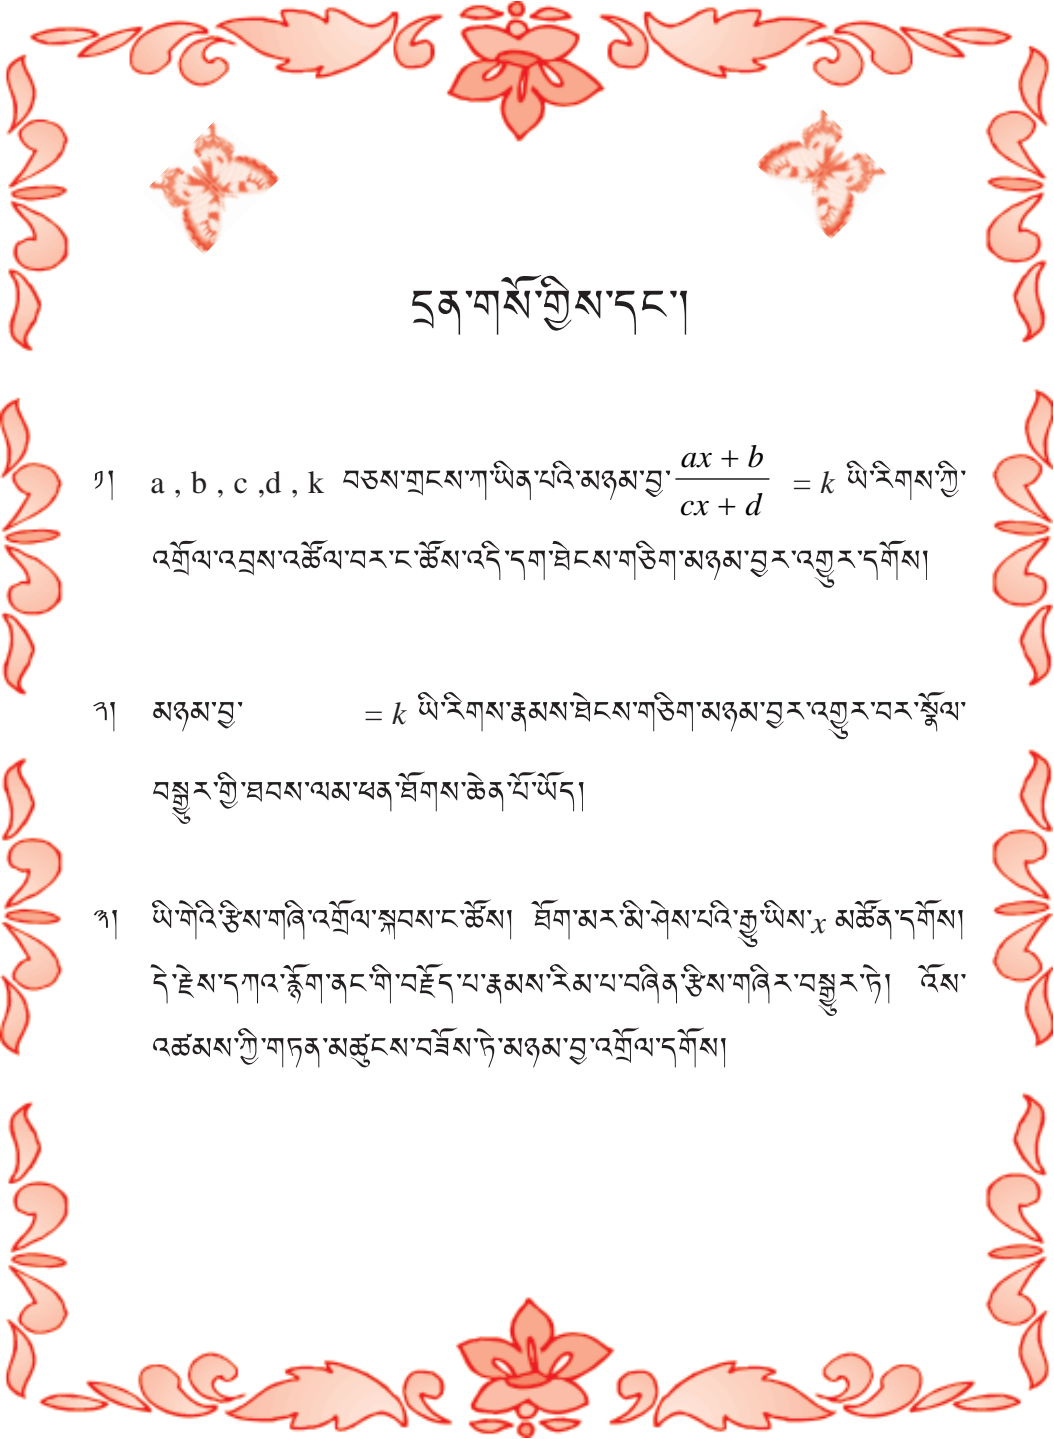 དྲན་གསོ་གྱིས་དང་།
༡། a , b , c ,d , k བཅས་གྲངས་ཀ་ཡིན་པའི་མཉམ་བྱ་ \frac{ax + b}{cx + d} = k ཡི་རིགས་ཀྱི་
འགྲོལ་འབྲས་འཚོལ་བར་ང་ཚོས་འདི་དག་ཐེངས་གཅིག་མཉམ་བྱར་འགྱུར་དགོས།
༢། མཉམ་བྱ་ = k ཡི་རིགས་རྣམས་ཐེངས་གཅིག་མཉམ་བྱར་འགྱུར་བར་སྣོལ་
བསྒྱུར་གྱི་ཐབས་ལམ་ཕན་ཐོགས་ཆེན་པོ་ཡོད།
༣། ཡི་གེའི་རྩིས་གཞི་འགྲོལ་སྐབས་ང་ཚོས། ཐོག་མར་མི་ཤེས་པའི་རྒྱུ་ཡིས་x མཚོན་དགོས།
དེ་རྗེས་དཀའ་རྙོག་ནང་གི་བརྗོད་པ་རྣམས་རིམ་པ་བཞིན་རྩིས་གཞིར་བསྒྱུར་ཏེ། འོས་
འཚམས་ཀྱི་གཏན་མཚུངས་བཟོས་ཏེ་མཉམ་བྱ་འགྲོལ་དགོས།